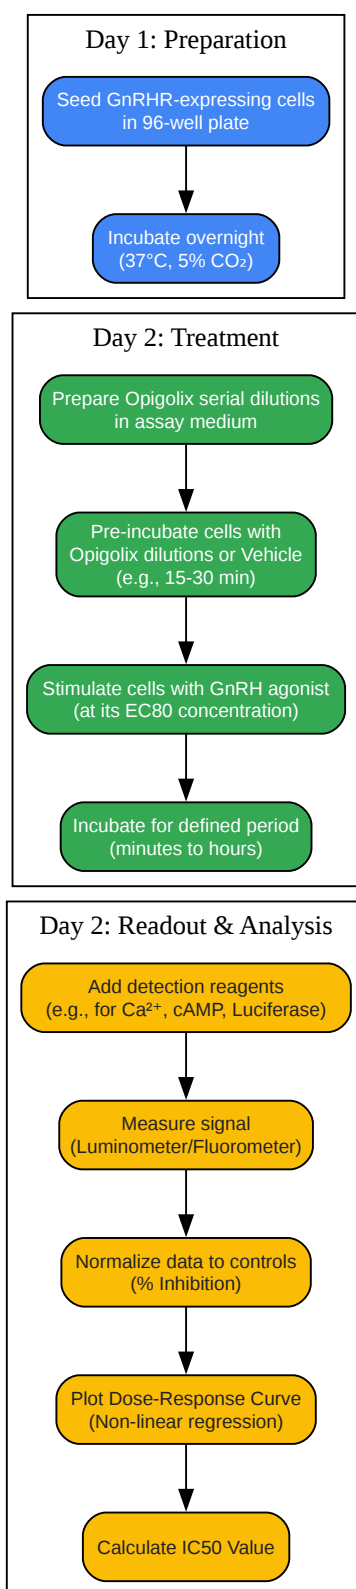 Day 1: Preparation
Seed GnRHR-expressing cells
in 96-well plate
Incubate overnight
(37°C, 5% CO₂)
Day 2: Treatment
Prepare Opigolix serial dilutions
in assay medium
Pre-incubate cells with
Opigolix dilutions or Vehicle
(e.g., 15-30 min)
Stimulate cells with GnRH agonist
(at its EC80 concentration)
Incubate for defined period
(minutes to hours)
Day 2: Readout & Analysis
Add detection reagents
(e.g., for Ca²⁺, cAMP, Luciferase)
Measure signal
(Luminometer/Fluorometer)
Normalize data to controls
(% Inhibition)
Plot Dose-Response Curve
(Non-linear regression)
Calculate IC50 Value